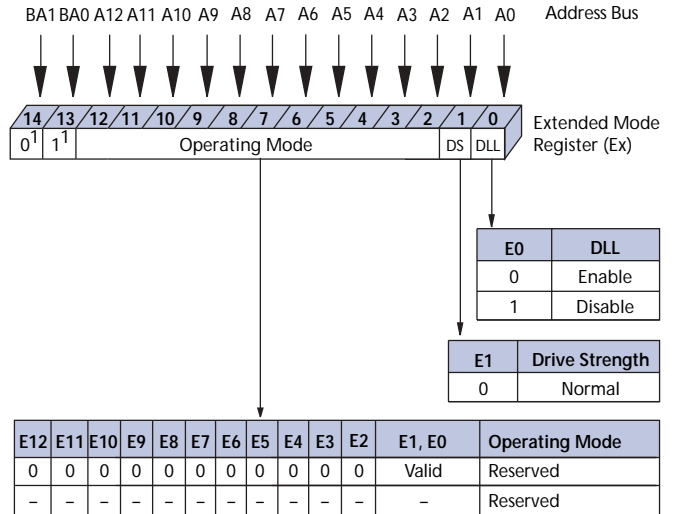 BA1 BA0 A12 A11 A10 A9 A8 A7 A6 A5 A4 A3 A2 A1 A0 Address Bus
14 13 12 11 10 9 8 7 6 5 4 3 2 1 0
Extended Mode
Register (Ex)
0¹ 1¹ Operating Mode DS DLL
E0 DLL
0 Enable
1 Disable
E1 Drive Strength
0 Normal
E12 E11 E10 E9 E8 E7 E6 E5 E4 E3 E2 E1, E0 Operating Mode
0 0 0 0 0 0 0 0 0 0 0 Valid Reserved
– – – – – – – – – – – – Reserved